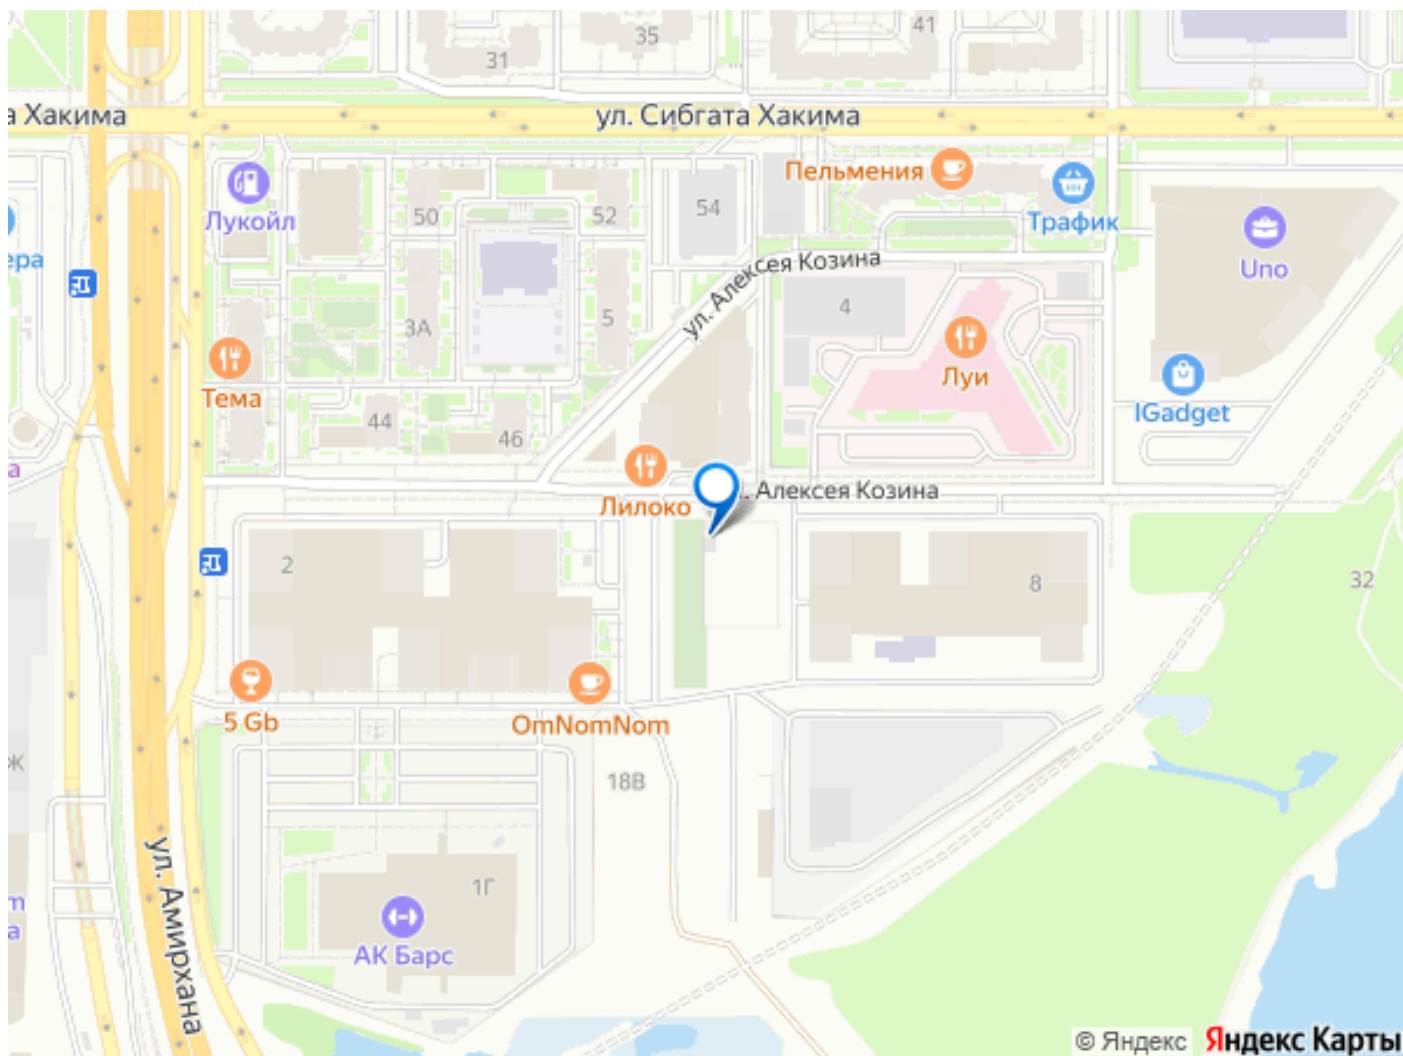 41
35
31
а Хакима
ул. Сибгата Хакима
Пельмения
Лукойл
50
52
54
Трафик
ера
Uno
ул. Алексея Козина
4
3А
5
Тема
Луи
IGadget
44
46
а
Лилоко
. Алексея Козина
2
8
32
5 Gb
OmNomNom
Ж
18В
ул. Амирхана
1Г
m
а
АК Барс
© Яндекс Яндекс Карты